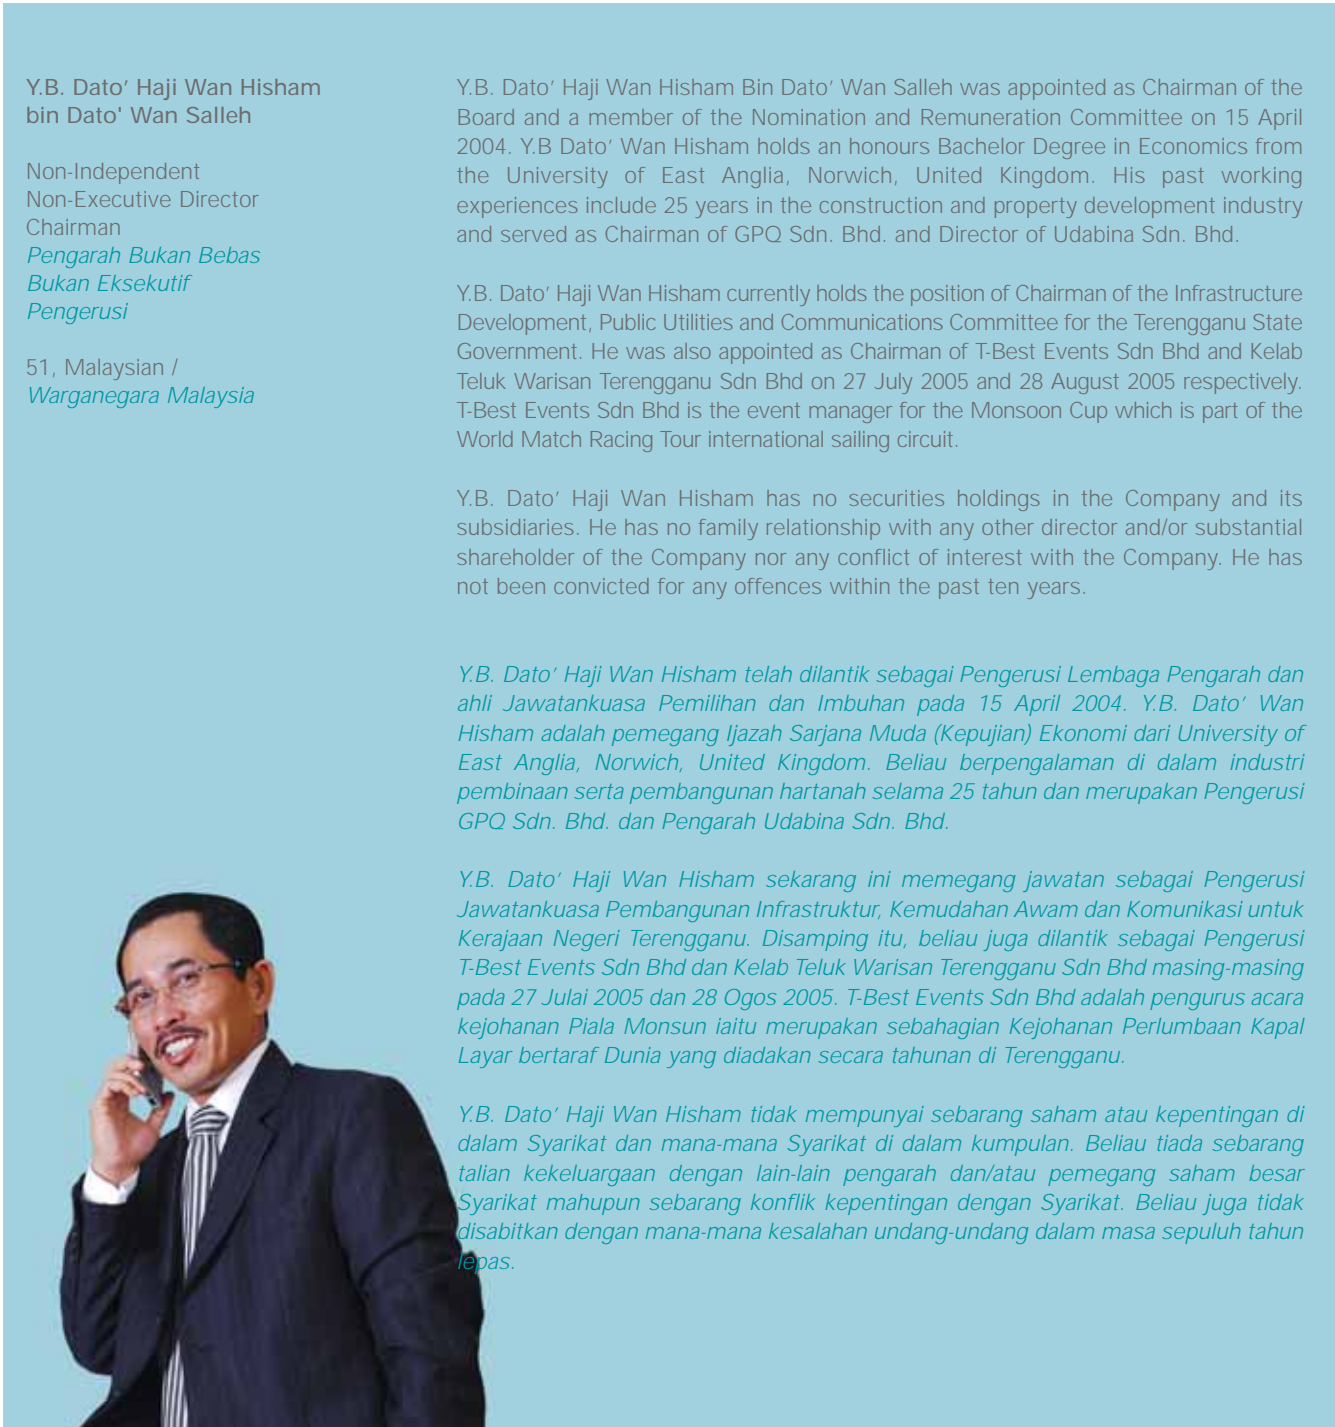 Y.B. Dato’ Haji Wan Hisham
bin Dato' Wan Salleh
Non-Independent
Non-Executive Director
Chairman
Pengarah Bukan Bebas
Bukan Eksekutif
Pengerusi
51, Malaysian /
Warganegara Malaysia
Y.B. Dato’ Haji Wan Hisham Bin Dato’ Wan Salleh was appointed as Chairman of the
Board and a member of the Nomination and Remuneration Committee on 15 April
2004. Y.B Dato’ Wan Hisham holds an honours Bachelor Degree in Economics from
the University of East Anglia, Norwich, United Kingdom. His past working
experiences include 25 years in the construction and property development industry
and served as Chairman of GPQ Sdn. Bhd. and Director of Udabina Sdn. Bhd.
Y.B. Dato’ Haji Wan Hisham currently holds the position of Chairman of the Infrastructure
Development, Public Utilities and Communications Committee for the Terengganu State
Government. He was also appointed as Chairman of T-Best Events Sdn Bhd and Kelab
Teluk Warisan Terengganu Sdn Bhd on 27 July 2005 and 28 August 2005 respectively.
T-Best Events Sdn Bhd is the event manager for the Monsoon Cup which is part of the
World Match Racing Tour international sailing circuit.
Y.B. Dato’ Haji Wan Hisham has no securities holdings in the Company and its
subsidiaries. He has no family relationship with any other director and/or substantial
shareholder of the Company nor any conflict of interest with the Company. He has
not been convicted for any offences within the past ten years.
Y.B. Dato’ Haji Wan Hisham telah dilantik sebagai Pengerusi Lembaga Pengarah dan
ahli Jawatankuasa Pemilihan dan Imbuhan pada 15 April 2004. Y.B. Dato’ Wan
Hisham adalah pemegang Ijazah Sarjana Muda (Kepujian) Ekonomi dari University of
East Anglia, Norwich, United Kingdom. Beliau berpengalaman di dalam industri
pembinaan serta pembangunan hartanah selama 25 tahun dan merupakan Pengerusi
GPQ Sdn. Bhd. dan Pengarah Udabina Sdn. Bhd.
Y.B. Dato’ Haji Wan Hisham sekarang ini memegang jawatan sebagai Pengerusi
Jawatankuasa Pembangunan Infrastruktur, Kemudahan Awam dan Komunikasi untuk
Kerajaan Negeri Terengganu. Disamping itu, beliau juga dilantik sebagai Pengerusi
T-Best Events Sdn Bhd dan Kelab Teluk Warisan Terengganu Sdn Bhd masing-masing
pada 27 Julai 2005 dan 28 Ogos 2005. T-Best Events Sdn Bhd adalah pengurus acara
kejohanan Piala Monsun iaitu merupakan sebahagian Kejohanan Perlumbaan Kapal
Layar bertaraf Dunia yang diadakan secara tahunan di Terengganu.
Y.B. Dato’ Haji Wan Hisham tidak mempunyai sebarang saham atau kepentingan di
dalam Syarikat dan mana-mana Syarikat di dalam kumpulan. Beliau tiada sebarang
talian kekeluargaan dengan lain-lain pengarah dan/atau pemegang saham besar
Syarikat mahupun sebarang konflik kepentingan dengan Syarikat. Beliau juga tidak
disabitkan dengan mana-mana kesalahan undang-undang dalam masa sepuluh tahun
lepas.